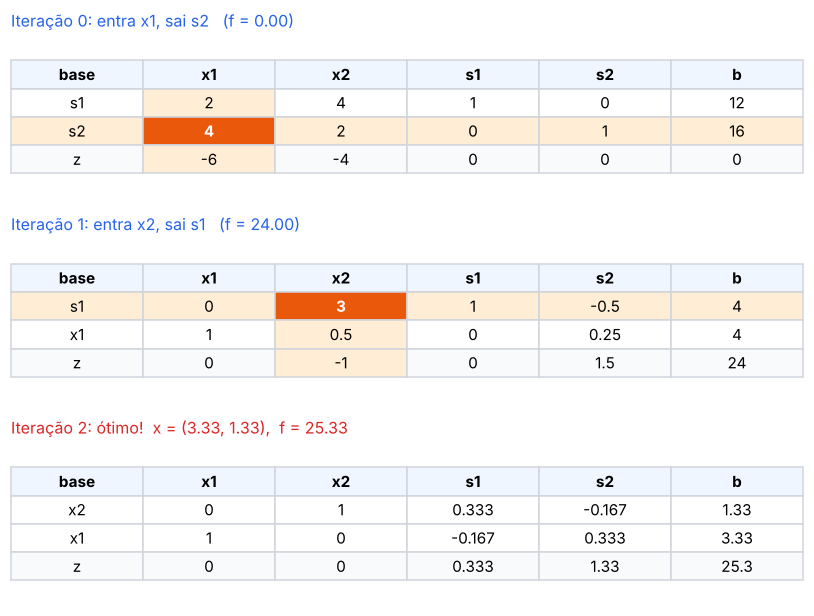 Iteração 0: entra x1, sai s2 (f = 0.00)
base x1 x2 s1 s2 b
s1 2 4 1 0 12
s2 4 2 0 1 16
z -6 -4 0 0 0
Iteração 1: entra x2, sai s1 (f = 24.00)
base x1 x2 s1 s2 b
s1 0 3 1 -0.5 4
x1 1 0.5 0 0.25 4
z 0 -1 0 1.5 24
Iteração 2: ótimo! x = (3.33, 1.33), f = 25.33
base x1 x2 s1 s2 b
x2 0 1 0.333 -0.167 1.33
x1 1 0 -0.167 0.333 3.33
z 0 0 0.333 1.33 25.3